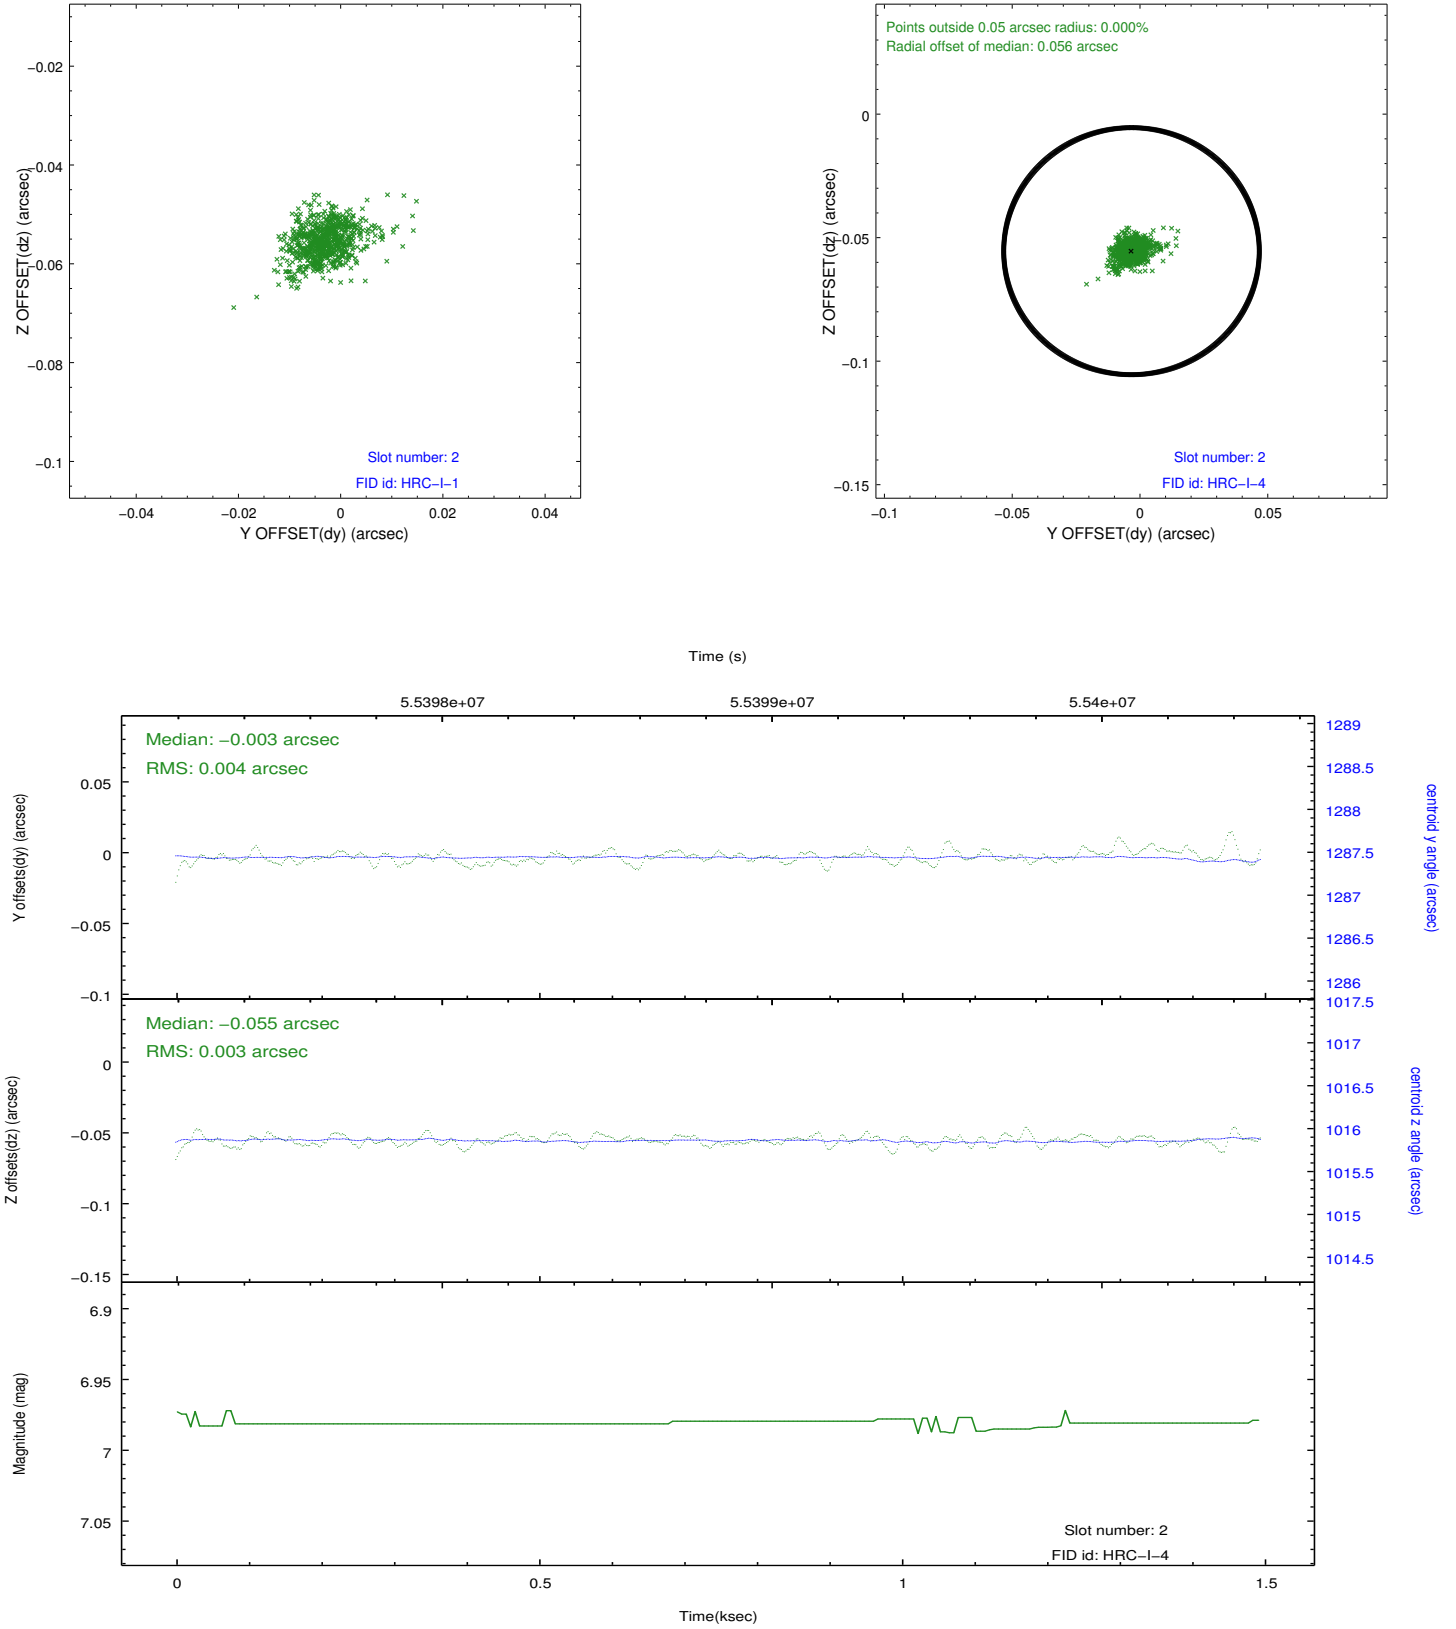 −0.02
−0.04
−0.06
−0.08
−0.1
Z OFFSET(dz) (arcsec)
Slot number: 2
FID id: HRC−I−1
−0.04
−0.02
0
0.02
0.04
Y OFFSET(dy) (arcsec)
Points outside 0.05 arcsec radius: 0.000%
Radial offset of median: 0.056 arcsec
0
−0.05
−0.1
−0.15
Z OFFSET(dz) (arcsec)
Slot number: 2
FID id: HRC−I−4
−0.1
−0.05
0
0.05
Y OFFSET(dy) (arcsec)
Time (s)
5.5398e+07
5.5399e+07
5.54e+07
Median: −0.003 arcsec
RMS: 0.004 arcsec
0.05
0
−0.05
−0.1
Y offsets(dy) (arcsec)
1289
1288.5
1288
1287.5
1287
1286.5
1286
centroid y angle (arcsec)
Median: −0.055 arcsec
RMS: 0.003 arcsec
0
−0.05
−0.1
−0.15
Z offsets(dz) (arcsec)
1017.5
1017
1016.5
1016
1015.5
1015
1014.5
centroid z angle (arcsec)
6.9
6.95
7
7.05
Magnitude (mag)
Slot number: 2
FID id: HRC−I−4
0
0.5
1
1.5
Time(ksec)